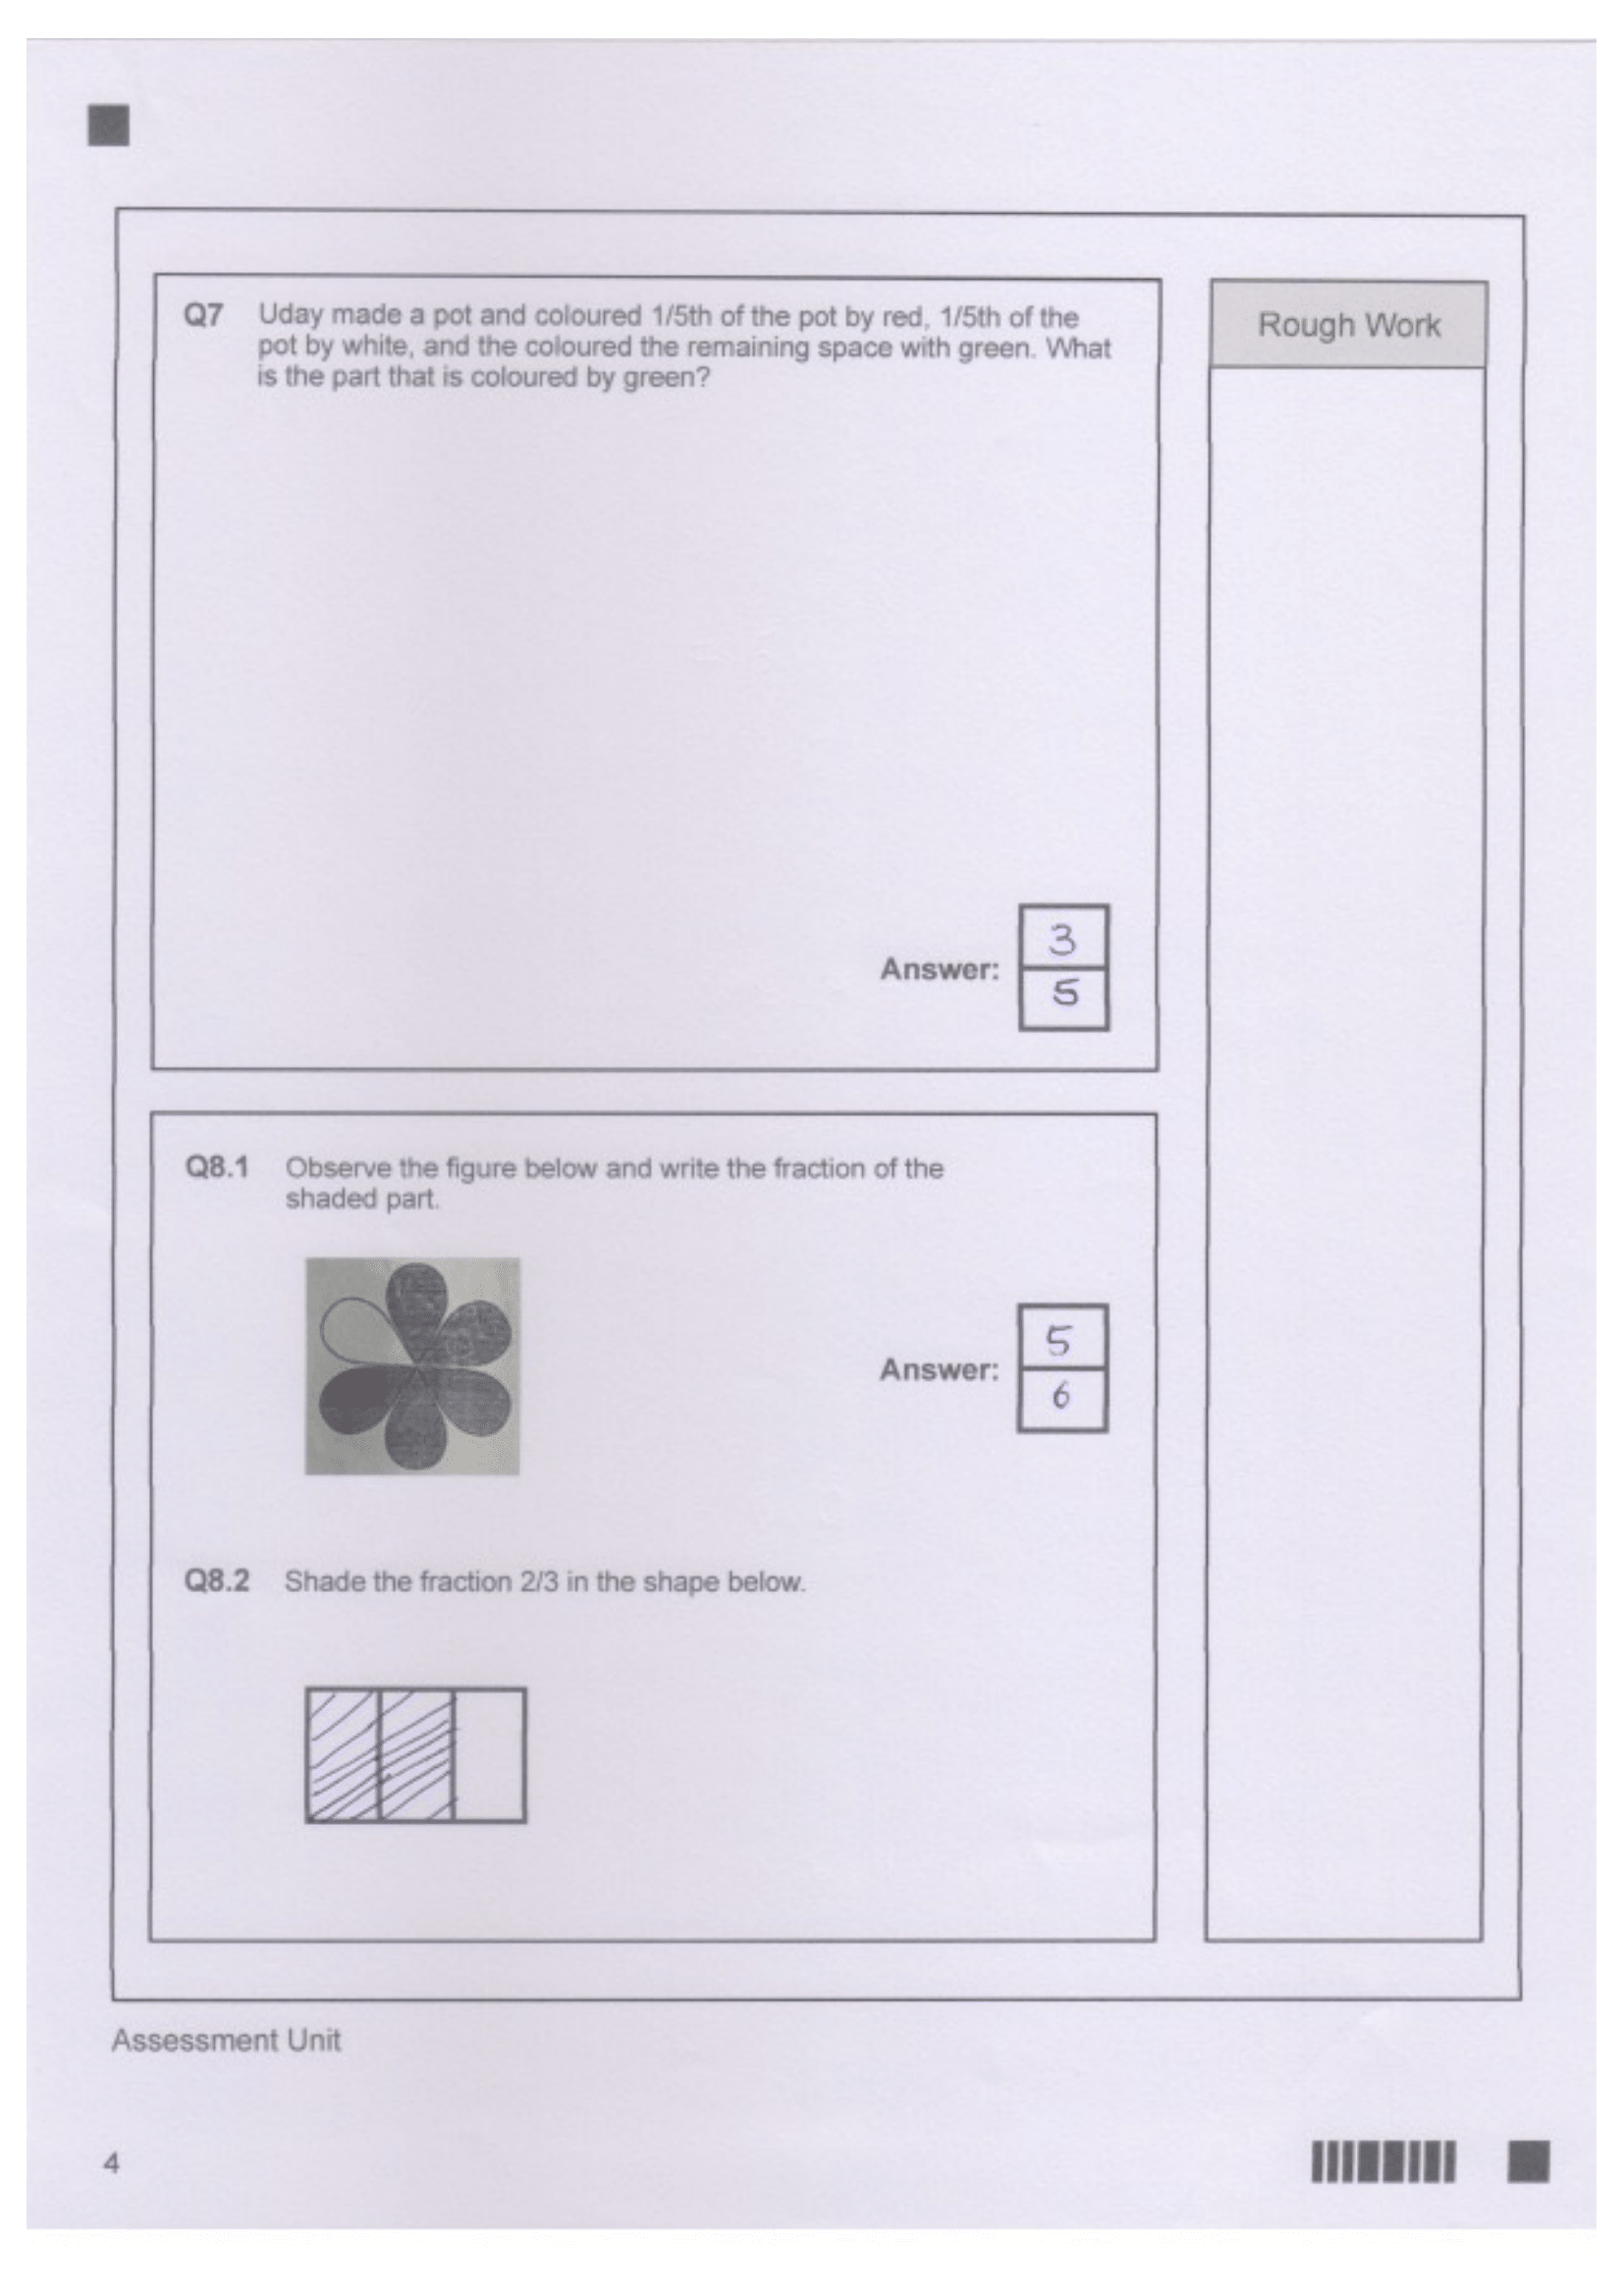 Q7 Uday made a pot and coloured 1/5th of the pot by red, 1/5th of the
pot by white, and the coloured the remaining space with green. What
is the part that is coloured by green?
Rough Work
3
Answer:
5
Q8.1 Observe the figure below and write the fraction of the
shaded part.
5
Answer:
6
Q8.2 Shade the fraction 2/3 in the shape below.
Assessment Unit
4